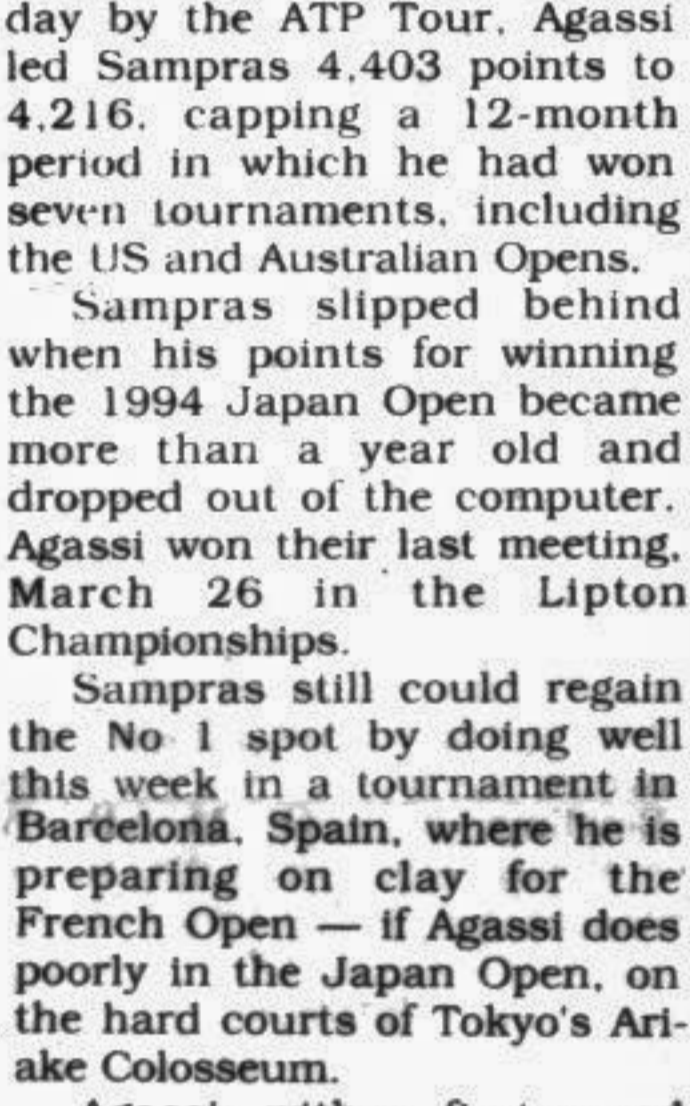 day by the ATP Tour, Agassi
led Sampras 4,403 points to
4,216, capping a 12-month
period in which he had won
seven tournaments, including
the US and Australian Opens.
Sampras slipped behind
when his points for winning
the 1994 Japan Open became
more than a year old and
dropped out of the computer.
Agassi won their last meeting,
March 26 in the Lipton
Championships.
Sampras still could regain
the No 1 spot by doing well
this week in a tournament in
Barcelona, Spain, where he is
preparing on clay for the
French Open — if Agassi does
poorly in the Japan Open, on
the hard courts of Tokyo's Ari-
ake Colosseum.